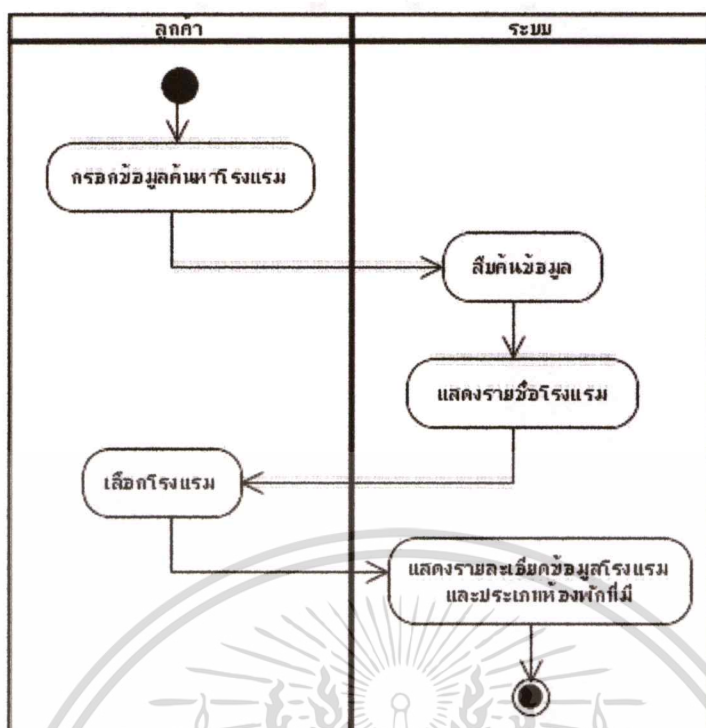 ลูกค้า
ระบบ
กรอกข้อมูลค้นหาโรงแรม
สืบค้นข้อมูล
แสดงรายชื่อโรงแรม
เลือกโรงแรม
แสดงรายละเอียดข้อมูลโรงแรม
และประเภทห้องพักที่มี